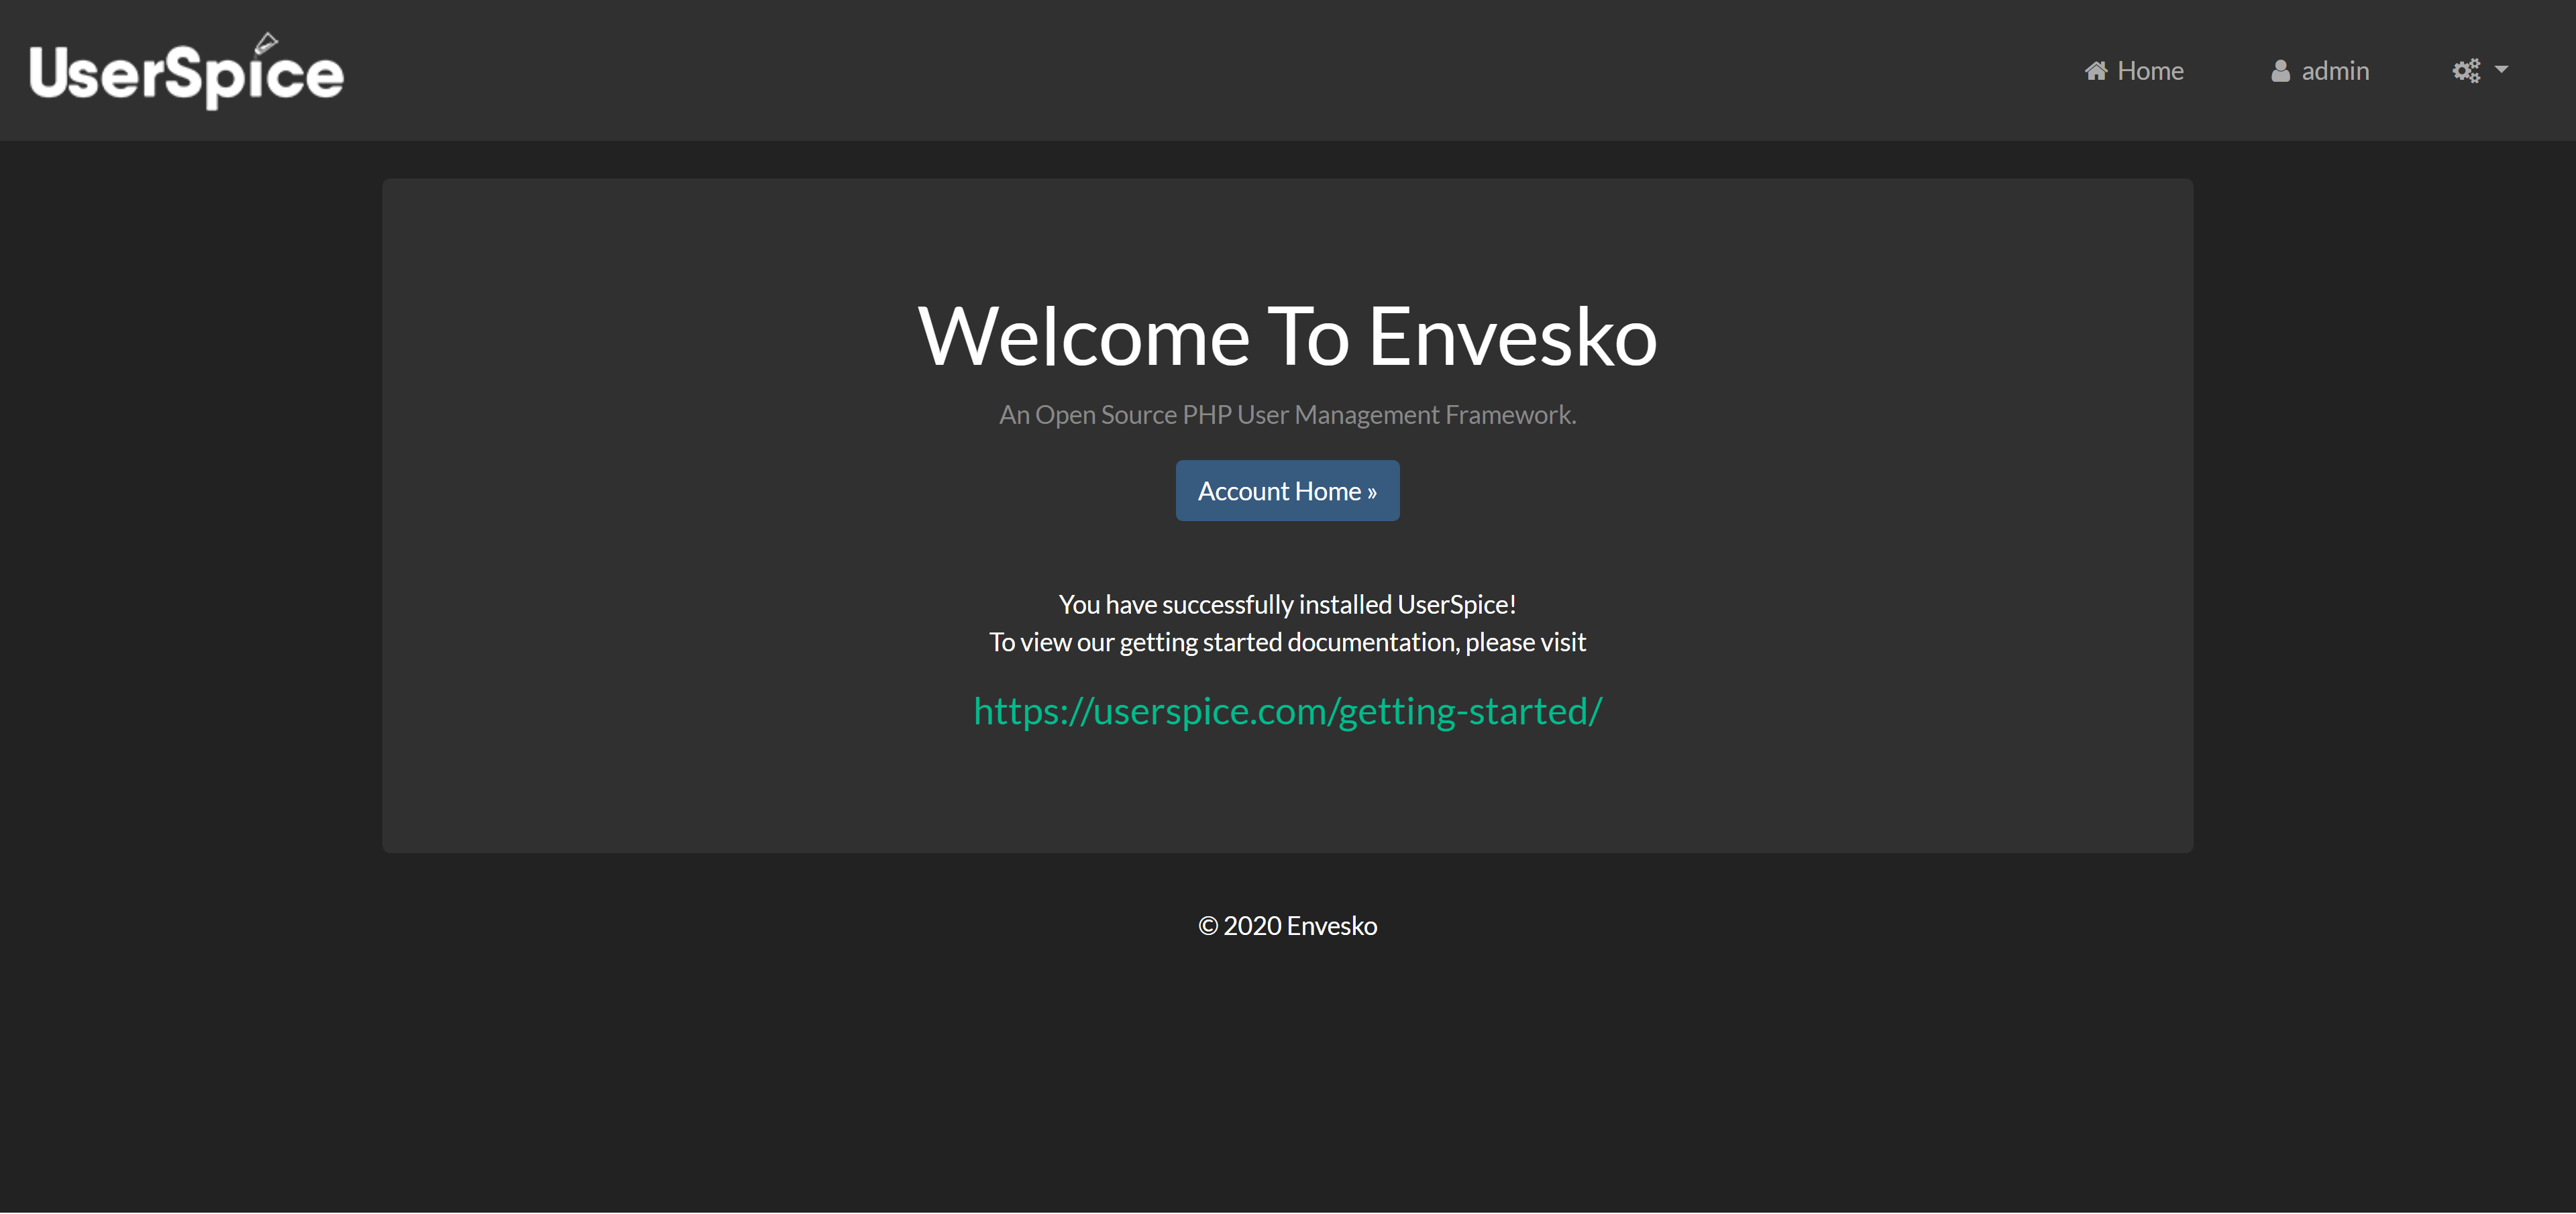 UserSpice
Home
admin
Welcome To Envesko
An Open Source PHP User Management Framework.
Account Home »
You have successfully installed UserSpice!
To view our getting started documentation, please visit
https://userspice.com/getting-started/
© 2020 Envesko